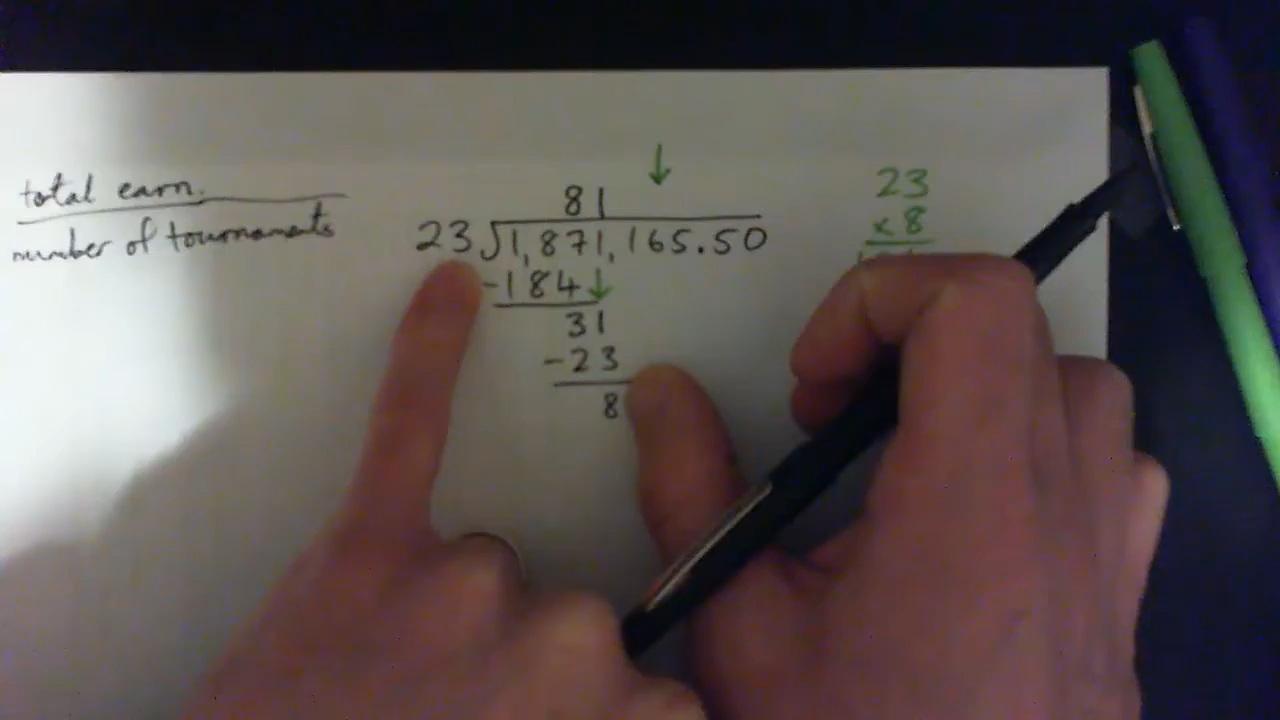 total earn.
number of tournaments
81
23 1,871,165.50
-184
31
-23
8
23
x8